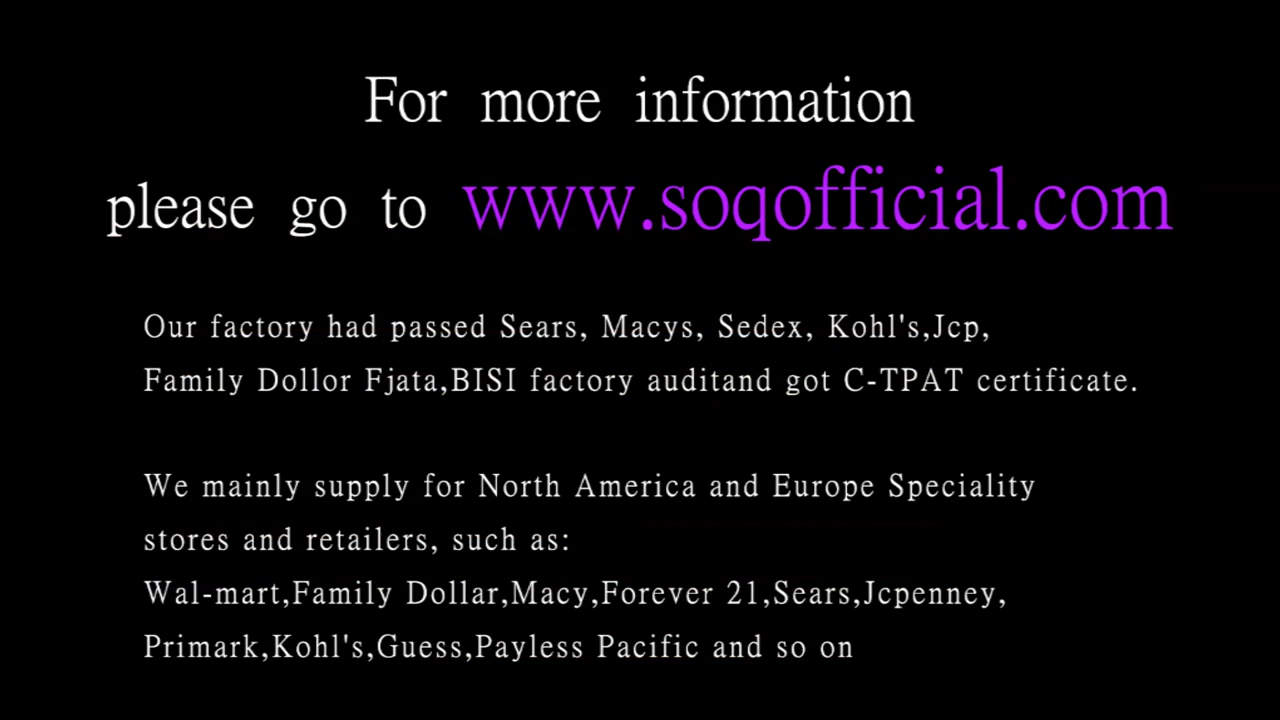 For more information
please go to www.soqofficial.com
Our factory had passed Sears, Macys, Sedex, Kohl's,Jcp,
Family Dollor Fjata,BISI factory auditand got C-TPAT certificate.
We mainly supply for North America and Europe Speciality
stores and retailers, such as:
Wal-mart,Family Dollar,Macy,Forever 21,Sears,Jcpenney,
Primark,Kohl's,Guess,Payless Pacific and so on